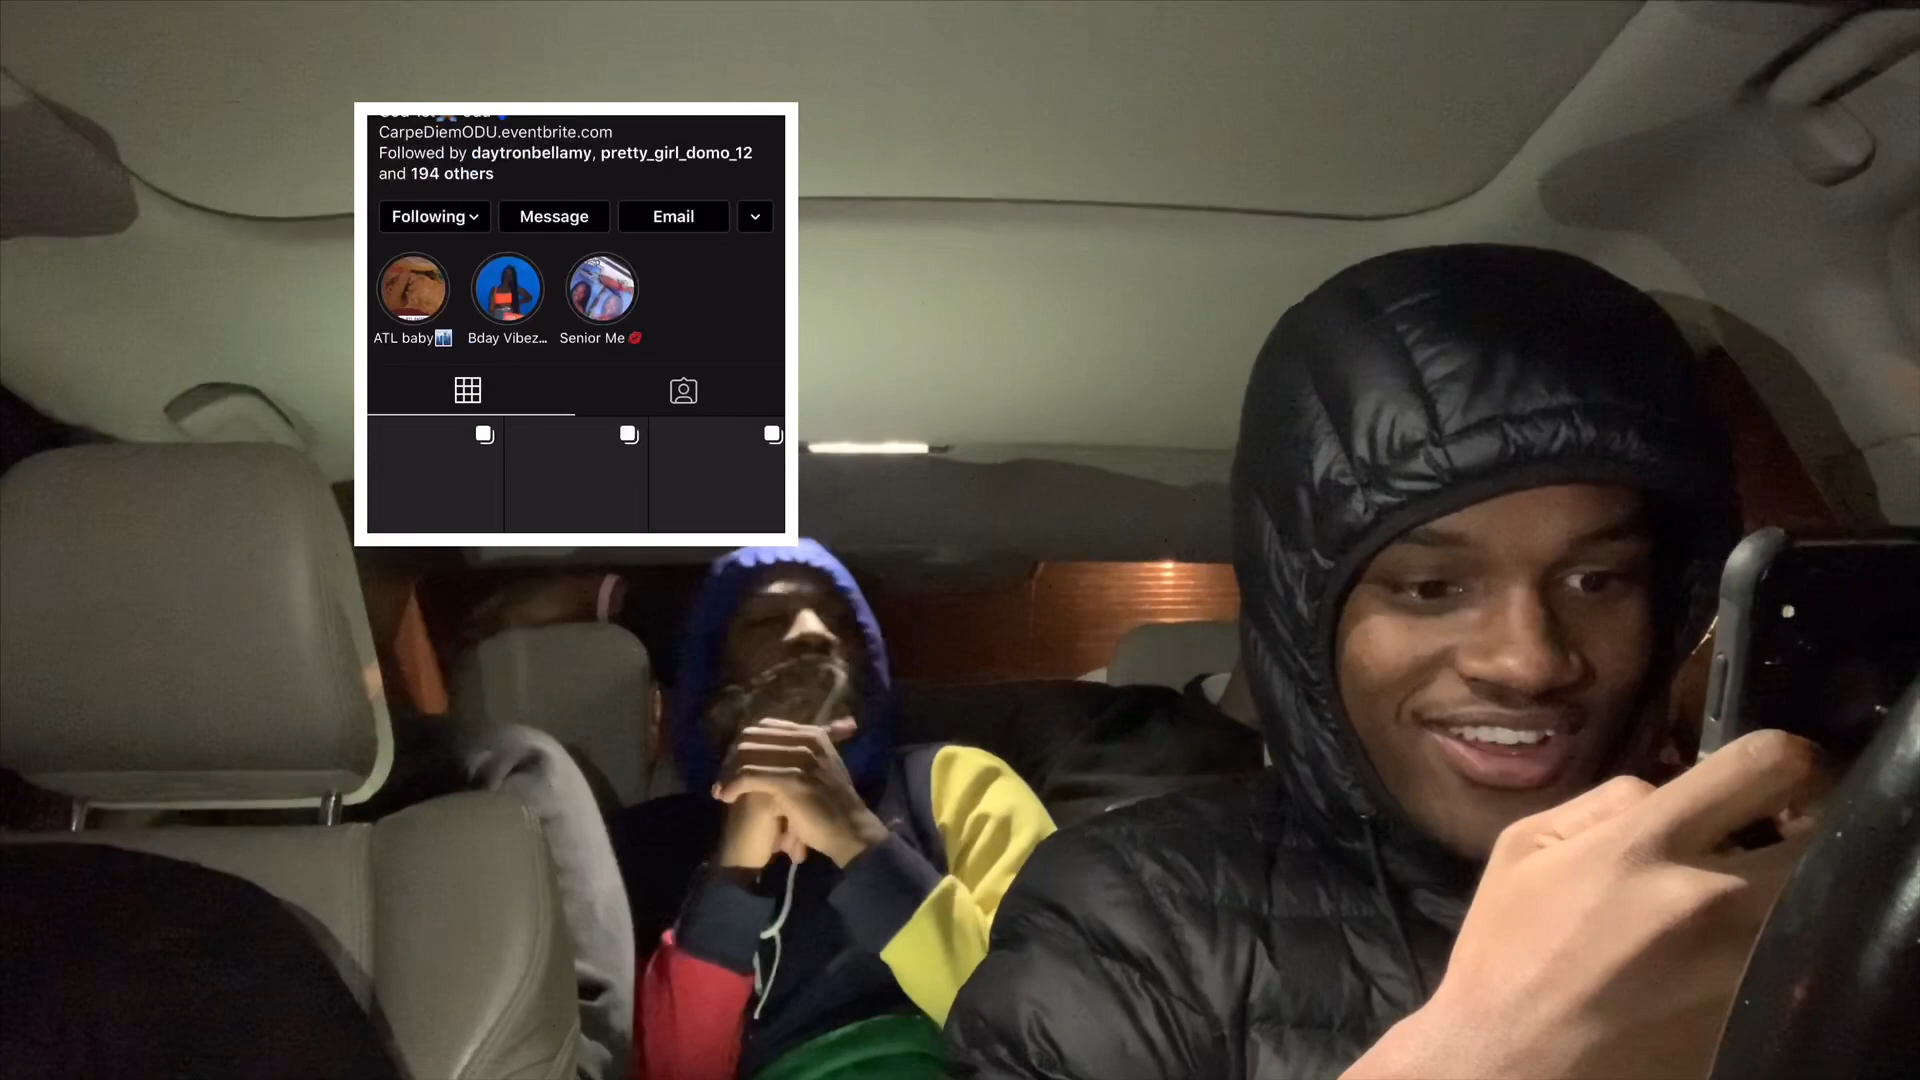 CarpeDiemODU.eventbrite.com
Followed by daytronbellamy, pretty_girl_domo_12
and 194 others
Following Message Email
ATL baby Bday Vibez... Senior Me